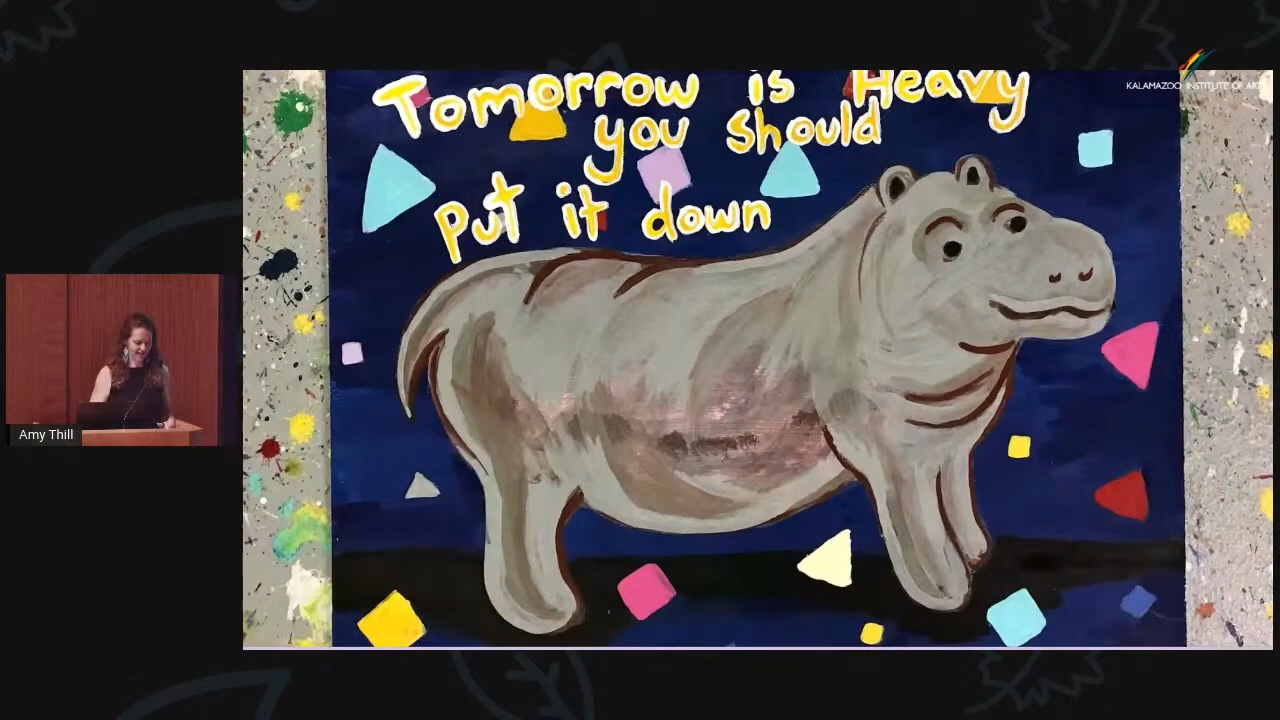 Tomorrow is Heavy
you should
Put it down
KALAMAZOO INSTITUTE OF ARTS
Amy Thill